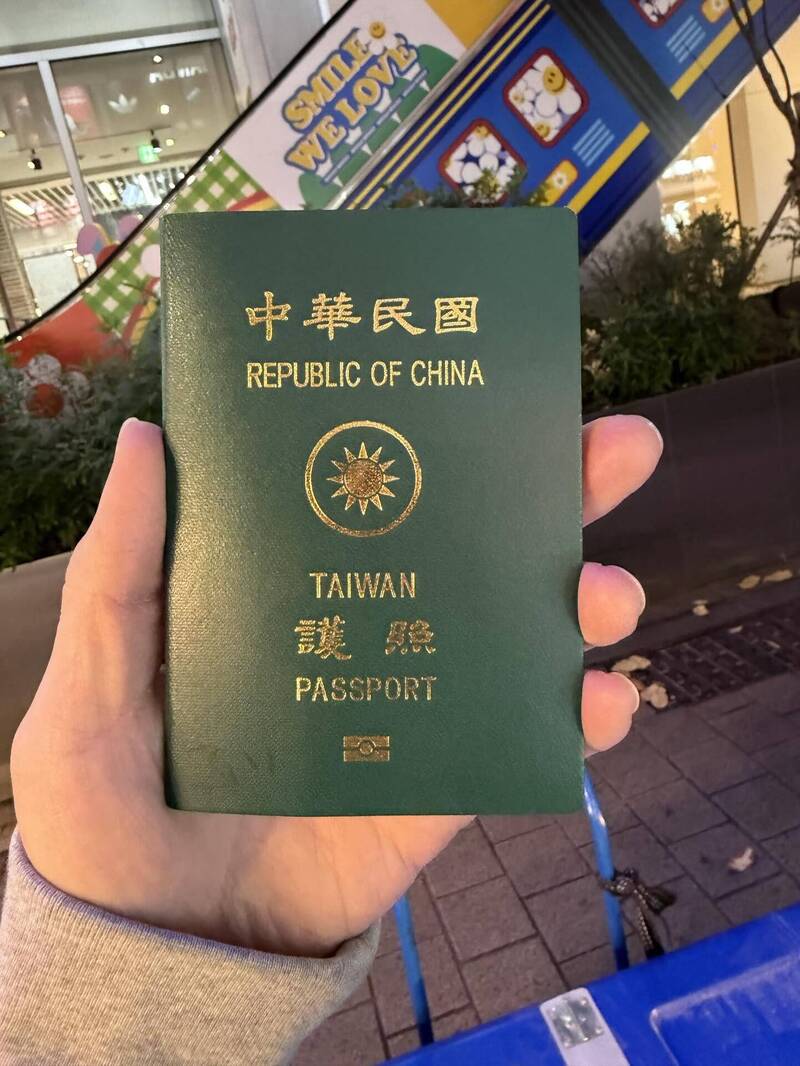 SMILE
WE LOVE
中華民國
REPUBLIC OF CHINA
TAIWAN
護照
PASSPORT